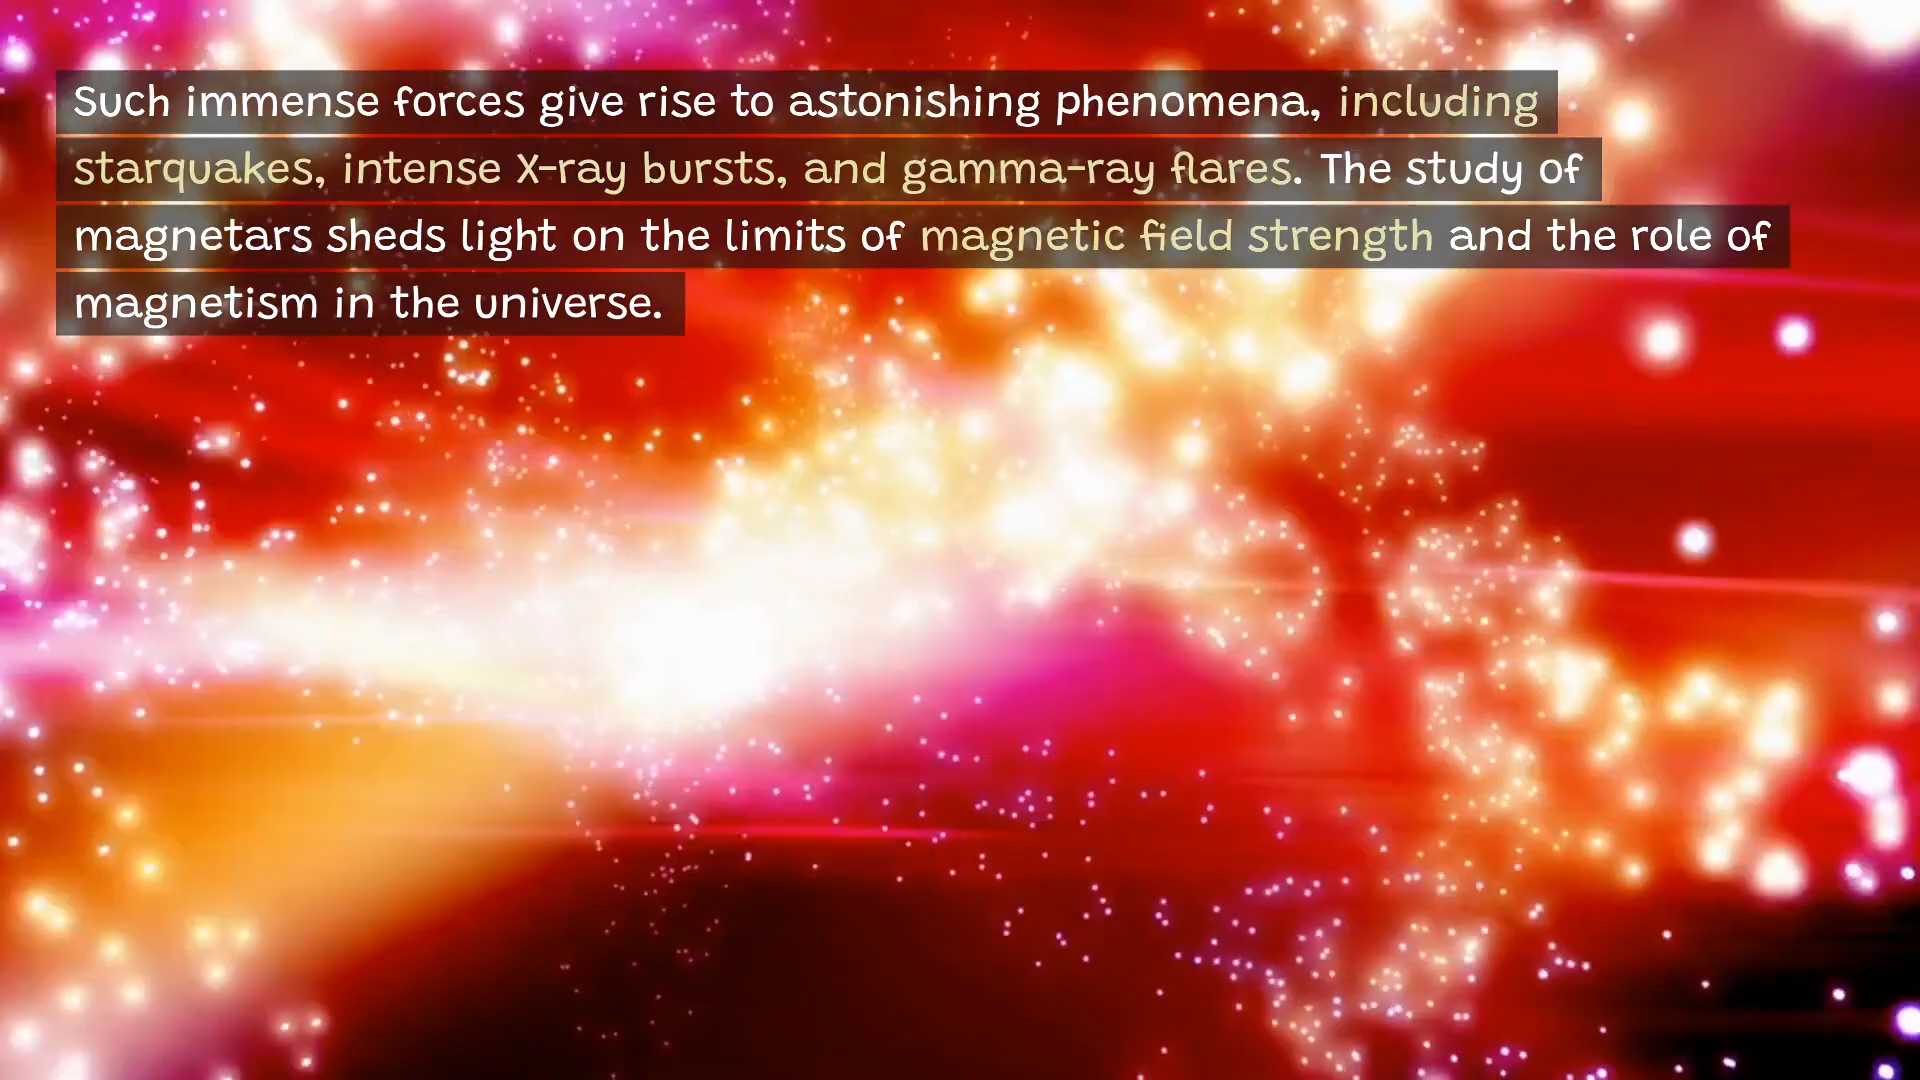 Such immense forces give rise to astonishing phenomena, including
starquakes, intense X-ray bursts, and gamma-ray flares. The study of
magnetars sheds light on the limits of magnetic field strength and the role of
magnetism in the universe.